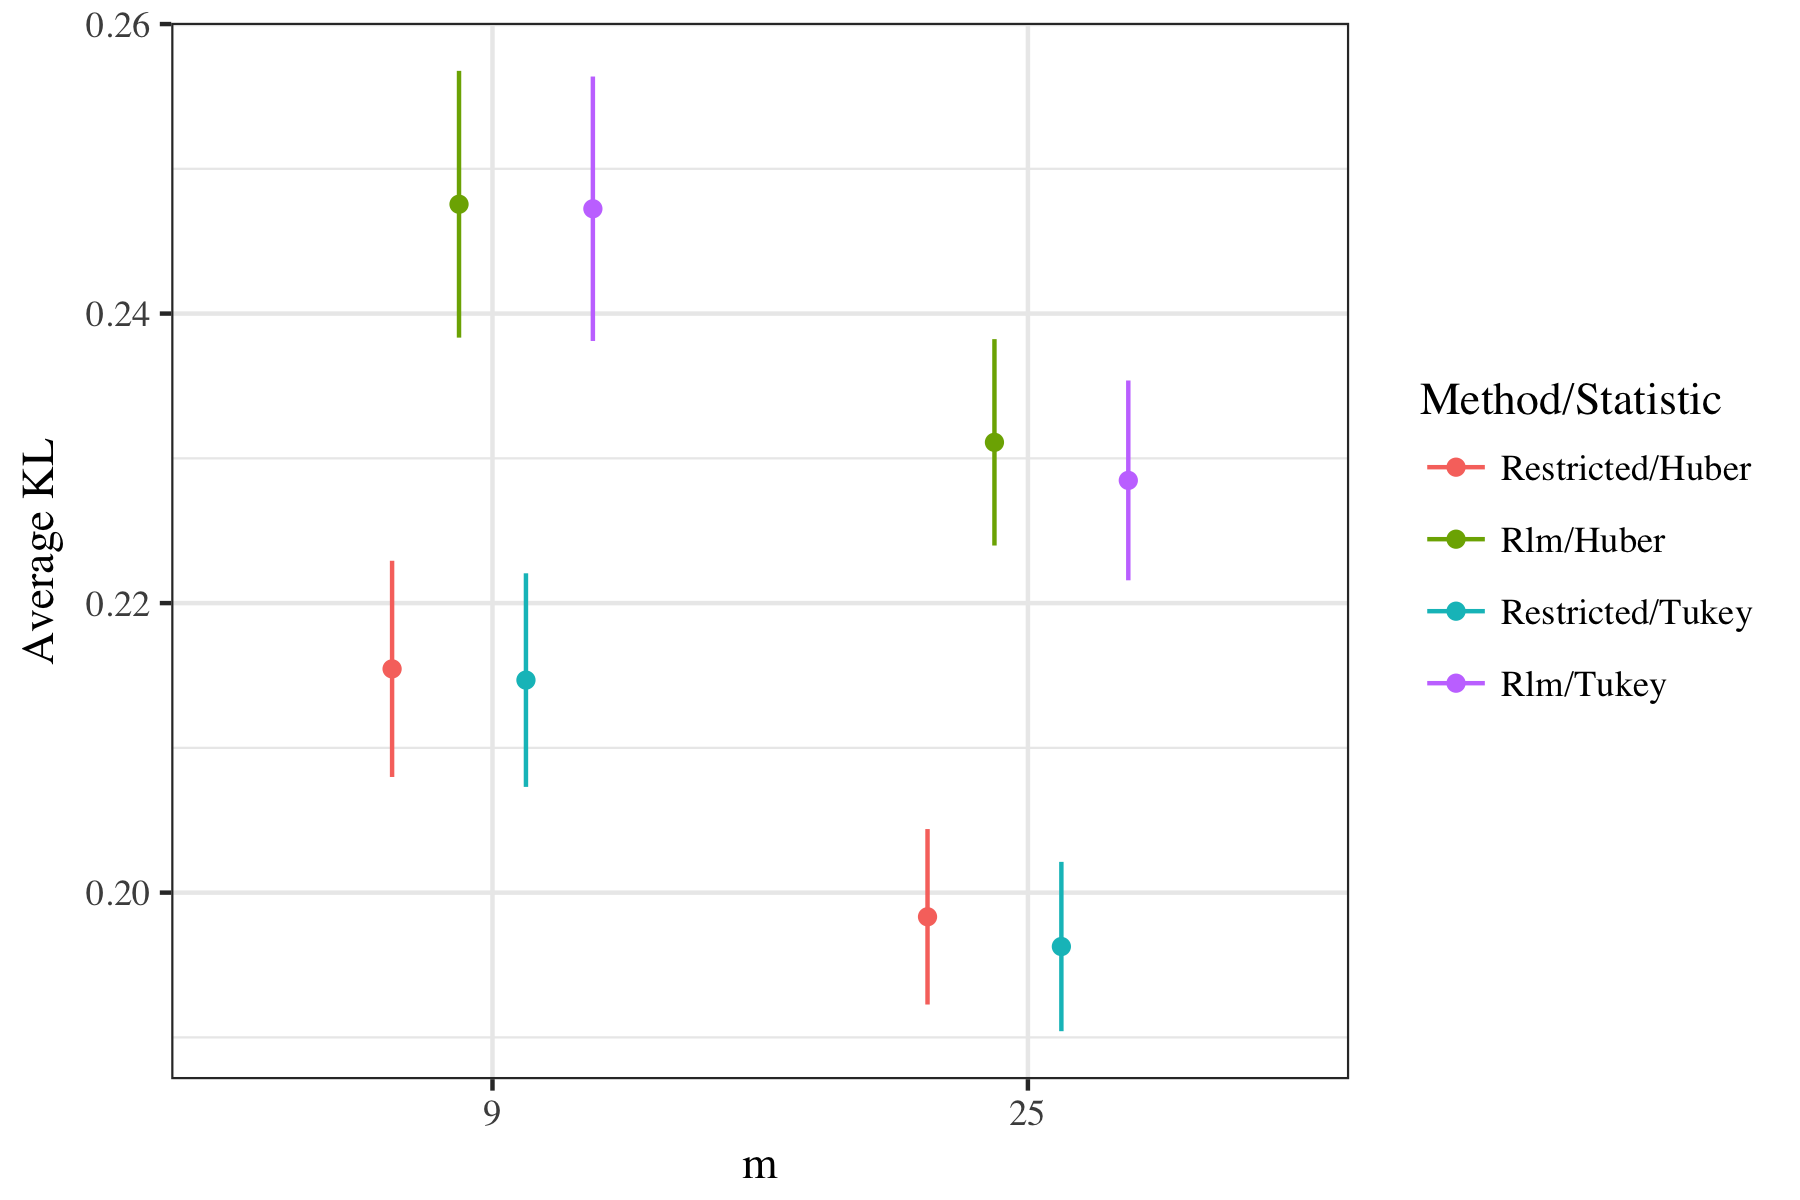 0.26
0.24
0.22
0.20
Average KL
9
25
m
Method/Statistic
Restricted/Huber
Rlm/Huber
Restricted/Tukey
Rlm/Tukey